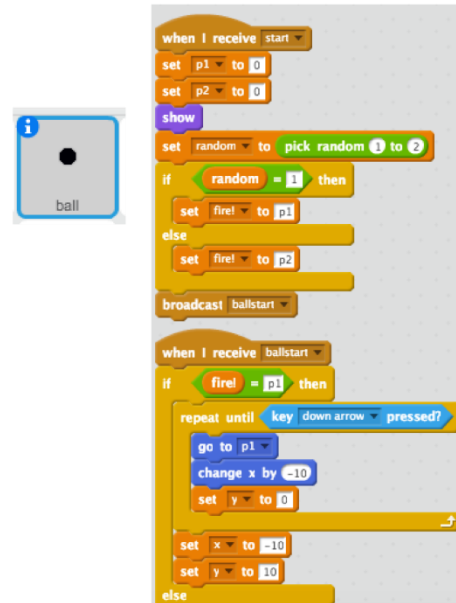 when I receive start
set p1 to 0
set p2 to 0
show
set random to pick random 1 to 2
if random = 1 then
set fire! to p1
else
set fire! to p2
broadcast ballstart
i
ball
when I receive ballstart
if fire! = p1 then
repeat until key down arrow pressed?
go to p1
change x by -10
set y to 0
set x to -10
set y to 10
else